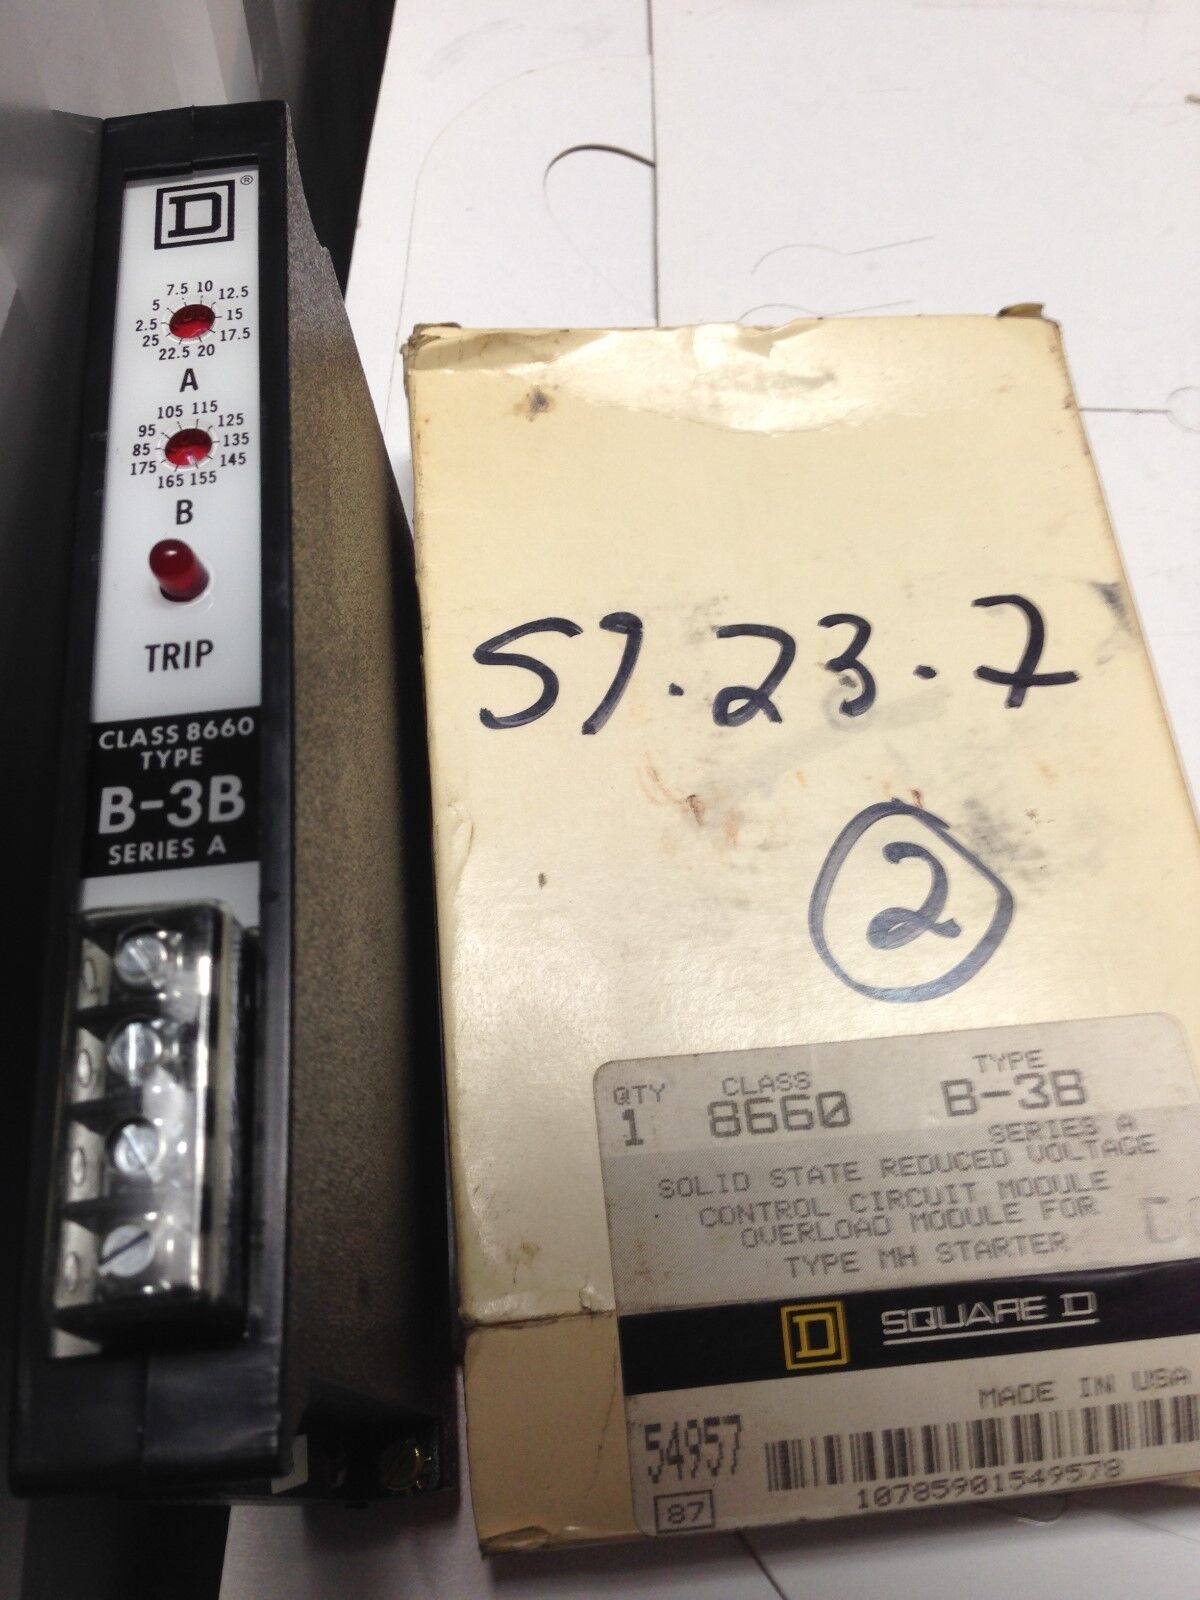 D ®
7.5 10
5 12.5
2.5 15
25 17.5
22.5 20
A
105 115
95 125
85 135
175 145
165 155
B
TRIP
CLASS 8660
TYPE
B-3B
SERIES A
57.23.7
2
QTY CLASS TYPE
1 8660 B-3B
SERIES A
SOLID STATE REDUCED VOLTAGE
CONTROL CIRCUIT MODULE
OVERLOAD MODULE FOR
TYPE MH STARTER
D SQUARE D
MADE IN USA
54957
10785901549578
87